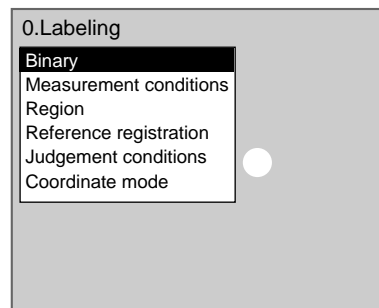 0.Labeling
Binary
Measurement conditions
Region
Reference registration
Judgement conditions
Coordinate mode